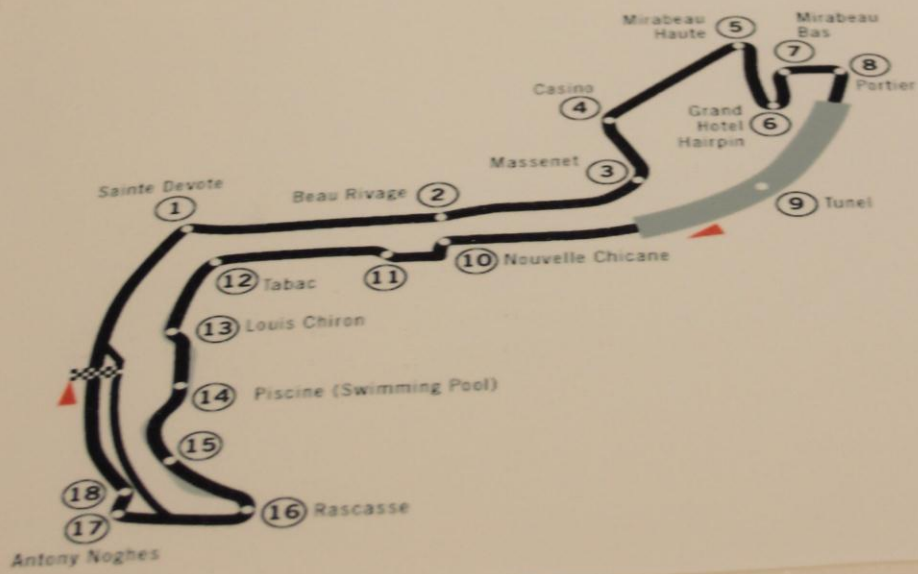 Mirabeau
Haute
5
Mirabeau
Bas
7
8
Portier
Casino
4
Grand
Hotel
Hairpin
6
Massenet
3
9 Tunel
Sainte Devote
1
Beau Rivage
2
10 Nouvelle Chicane
11
12 Tabac
13 Louis Chiron
14 Piscine (Swimming Pool)
15
16 Rascasse
18
17
Antony Noghes